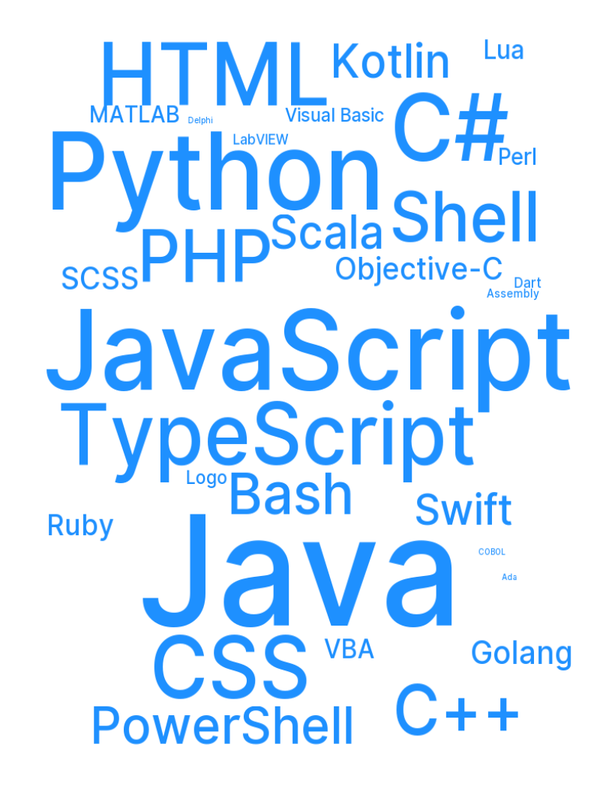 HTML
Kotlin
Lua
MATLAB
Delphi
Visual Basic
C#
LabVIEW
Python
Perl
Shell
Scala
PHP
Objective-C
SCSS
Dart
Assembly
JavaScript
TypeScript
Logo
Bash
Swift
Ruby
COBOL
Java
Ada
CSS
VBA
Golang
C++
PowerShell